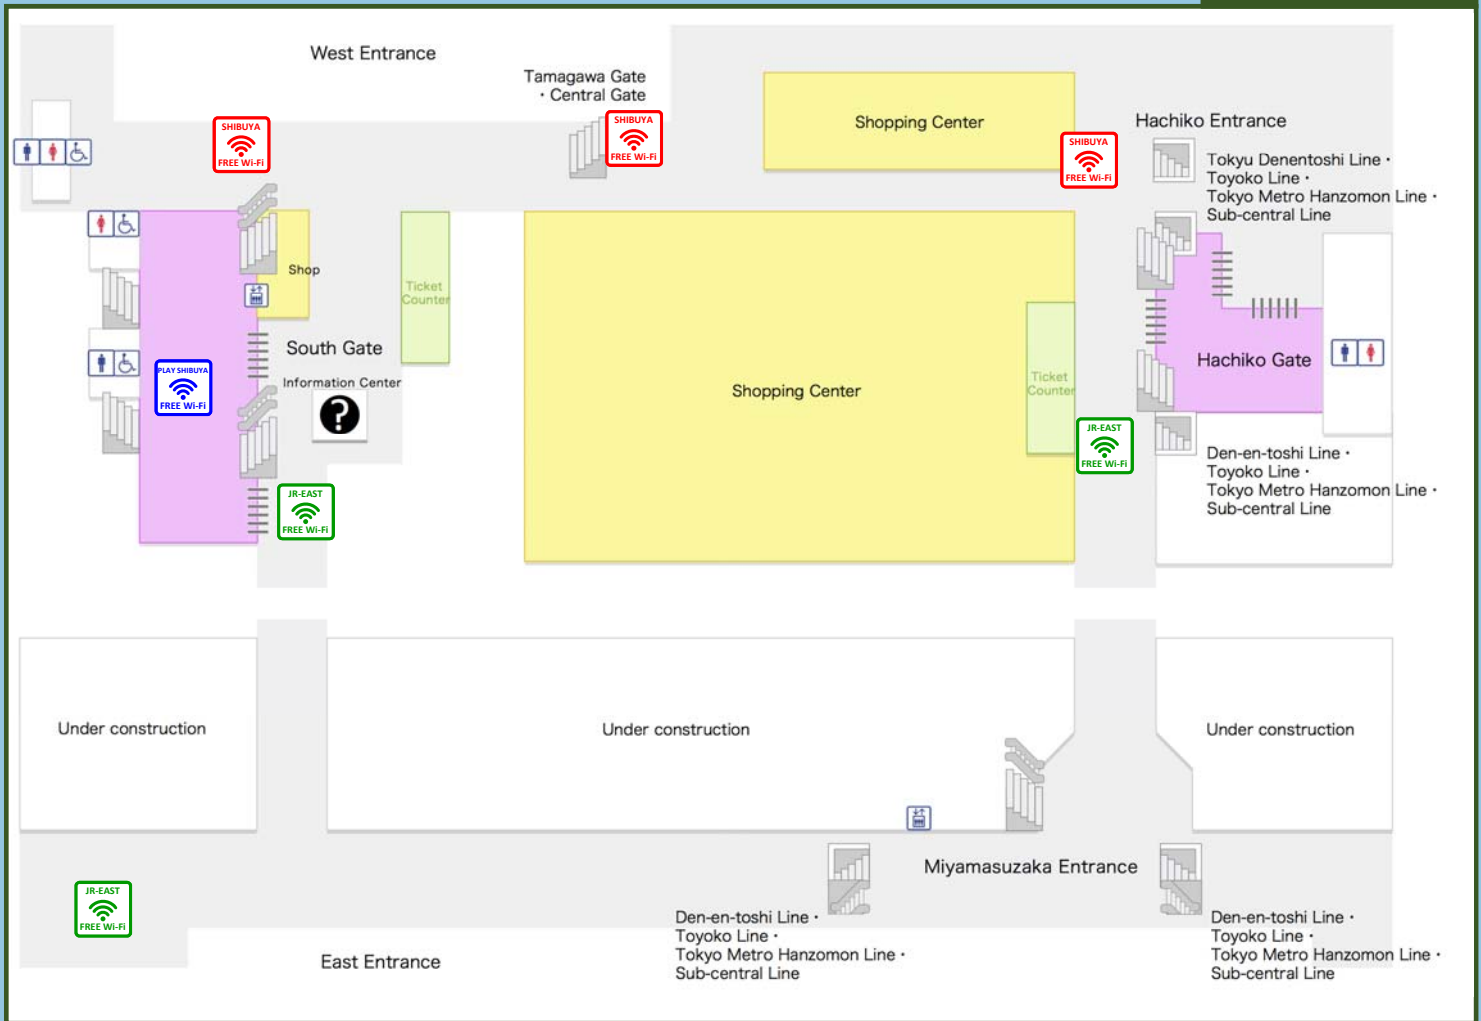 West Entrance
Tamagawa Gate
・Central Gate
SHIBUYA
FREE Wi-Fi
SHIBUYA
FREE Wi-Fi
Shopping Center
SHIBUYA
FREE Wi-Fi
Hachiko Entrance
Tokyu Denentoshi Line・
Toyoko Line・
Tokyo Metro Hanzomon Line・
Sub-central Line
Shop
Ticket
Counter
South Gate
Information Center
?
PLAY SHIBUYA
FREE Wi-Fi
Shopping Center
Ticket
Counter
Hachiko Gate
JR-EAST
FREE Wi-Fi
Den-en-toshi Line・
Toyoko Line・
Tokyo Metro Hanzomon Line・
Sub-central Line
JR-EAST
FREE Wi-Fi
Under construction
Under construction
Under construction
Miyamasuzaka Entrance
JR-EAST
FREE Wi-Fi
East Entrance
Den-en-toshi Line・
Toyoko Line・
Tokyo Metro Hanzomon Line・
Sub-central Line
Den-en-toshi Line・
Toyoko Line・
Tokyo Metro Hanzomon Line・
Sub-central Line